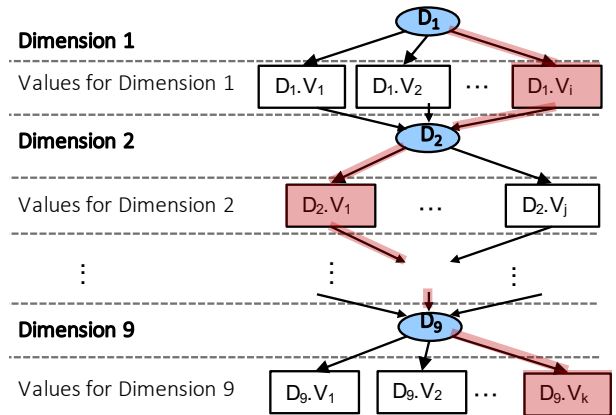 D₁
Dimension 1
Values for Dimension 1 D₁.V₁ D₁.V₂ ... D₁.Vᵢ
Dimension 2 D₂
Values for Dimension 2 D₂.V₁ ... D₂.Vⱼ
⋮ ⋮ ⋮
Dimension 9 D₉
Values for Dimension 9 D₉.V₁ D₉.V₂ ... D₉.Vₖ